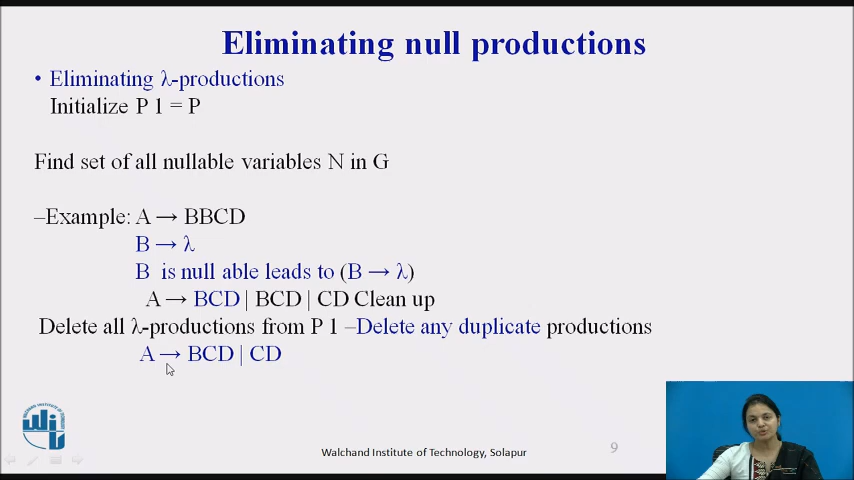 Eliminating null productions
• Eliminating λ-productions
Initialize P 1 = P
Find set of all nullable variables N in G
–Example: A → BBCD
B → λ
B is null able leads to (B → λ)
A → BCD | BCD | CD Clean up
Delete all λ-productions from P 1 –Delete any duplicate productions
A → BCD | CD
Walchand Institute of Technology, Solapur
9